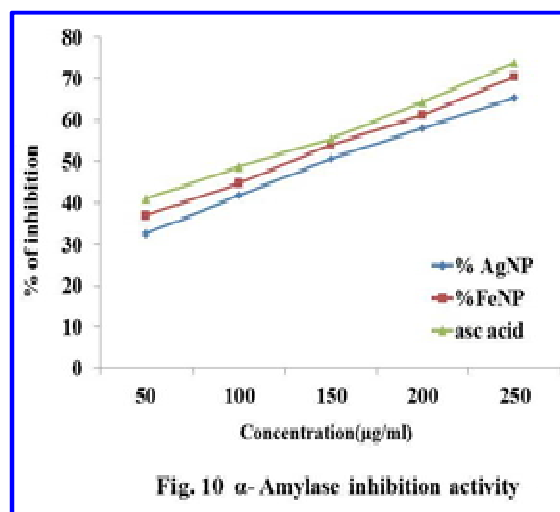 80
70
60
50
40
30
20
10
0
% of inhibition
% AgNP
%FeNP
asc acid
50 100 150 200 250
Concentration(µg/ml)
Fig. 10 α- Amylase inhibition activity